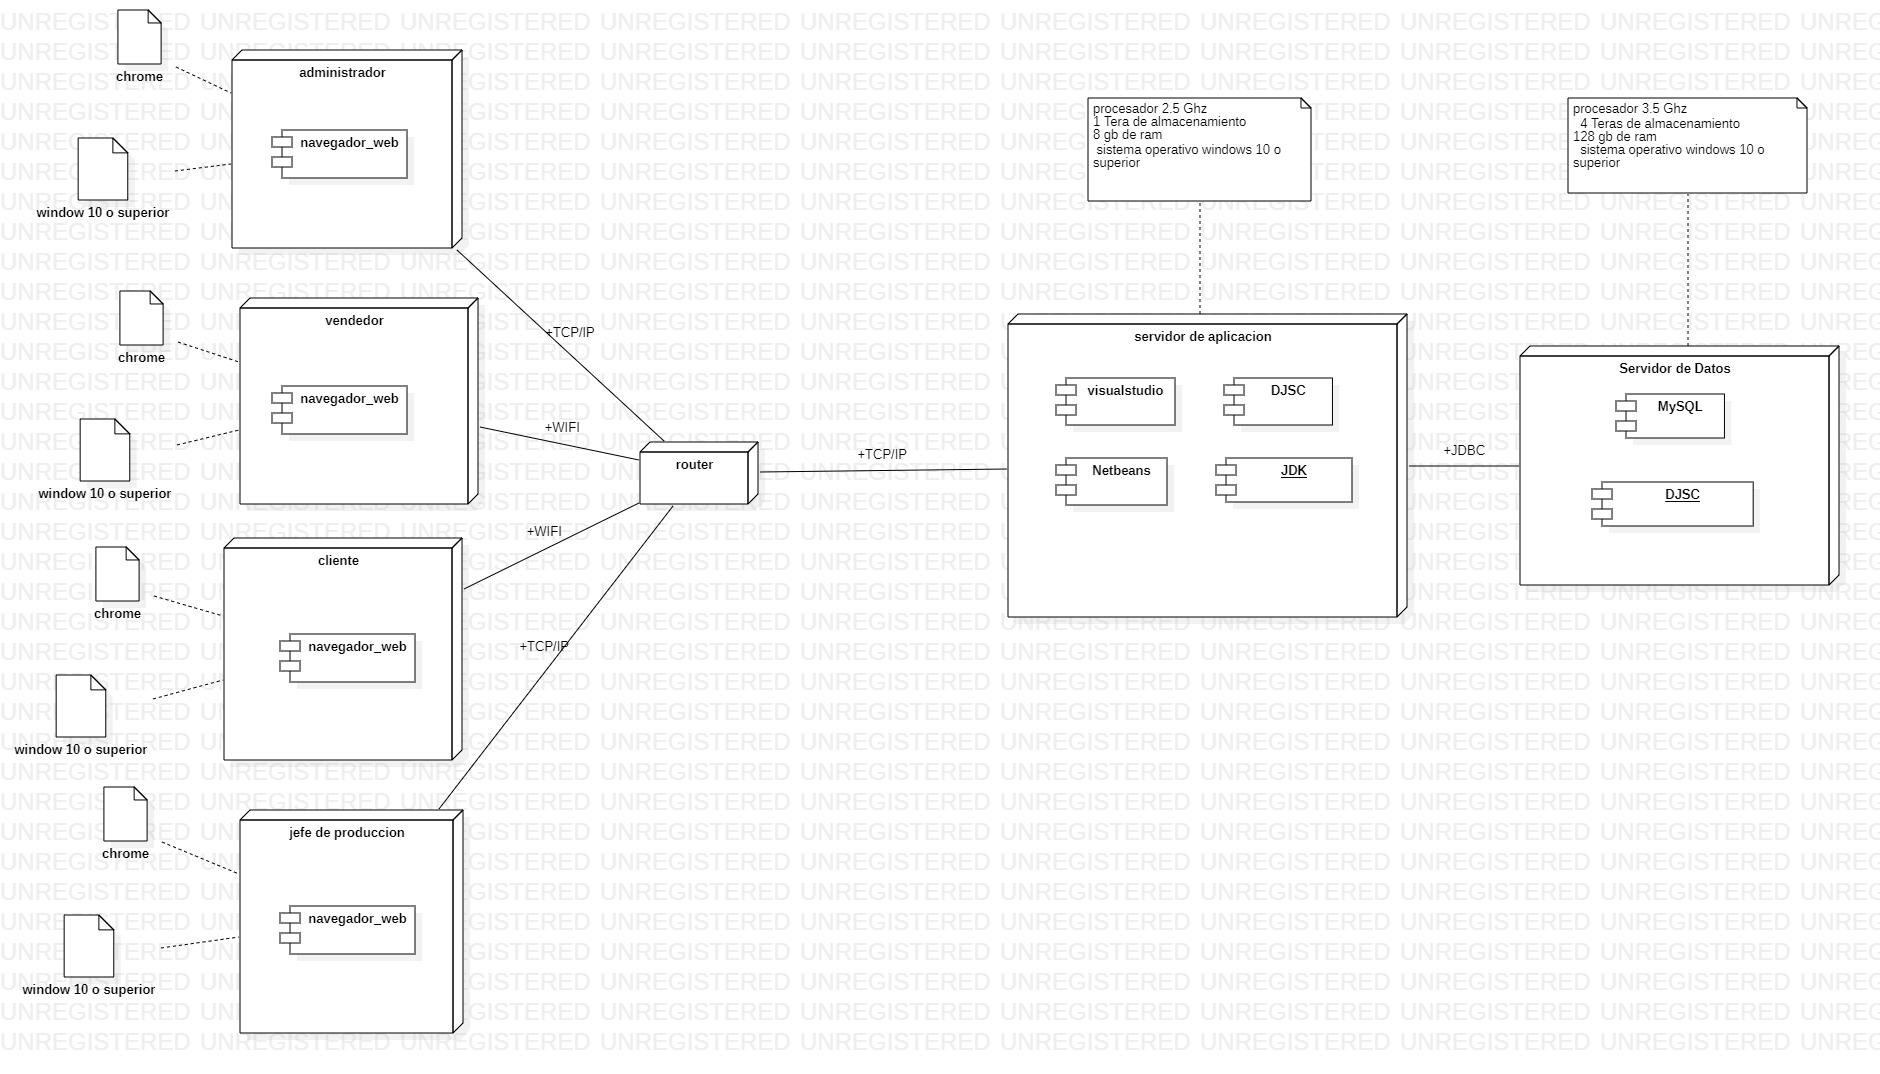 chrome
administrador
navegador_web
window 10 o superior
procesador 2.5 Ghz
1 Tera de almacenamiento
8 gb de ram
sistema operativo windows 10 o
superior
procesador 3.5 Ghz
4 Teras de almacenamiento
128 gb de ram
sistema operativo windows 10 o
superior
chrome
vendedor
navegador_web
window 10 o superior
+TCP/IP
+WIFI
router
+WIFI
+TCP/IP
+TCP/IP
servidor de aplicacion
visualstudio
DJSC
Netbeans
JDK
+JDBC
Servidor de Datos
MySQL
DJSC
chrome
cliente
navegador_web
window 10 o superior
chrome
jefe de produccion
navegador_web
window 10 o superior
UNREGISTERED